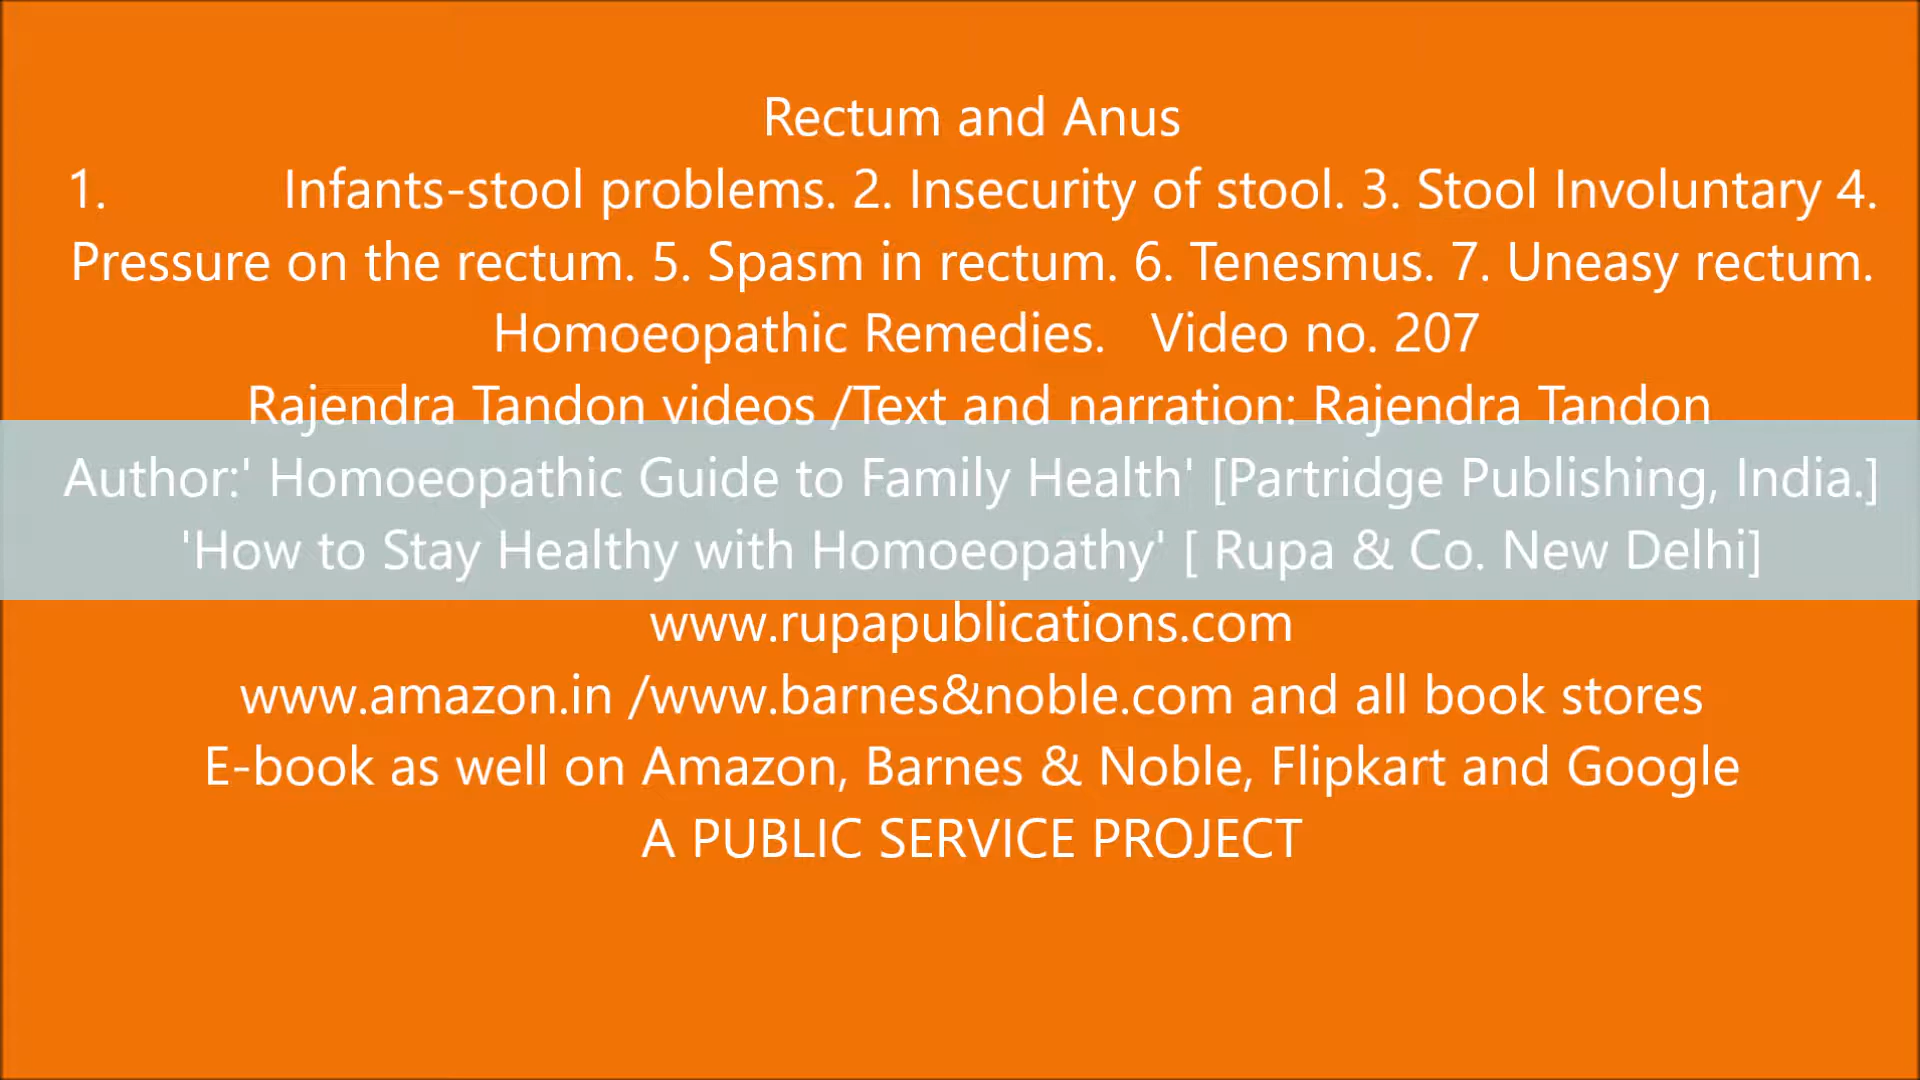 Rectum and Anus
1. Infants-stool problems. 2. Insecurity of stool. 3. Stool Involuntary 4.
Pressure on the rectum. 5. Spasm in rectum. 6. Tenesmus. 7. Uneasy rectum.
Homoeopathic Remedies. Video no. 207
Rajendra Tandon videos /Text and narration: Rajendra Tandon
Author:' Homoeopathic Guide to Family Health' [Partridge Publishing, India.]
'How to Stay Healthy with Homoeopathy' [ Rupa & Co. New Delhi]
www.rupapublications.com
www.amazon.in /www.barnes&noble.com and all book stores
E-book as well on Amazon, Barnes & Noble, Flipkart and Google
A PUBLIC SERVICE PROJECT